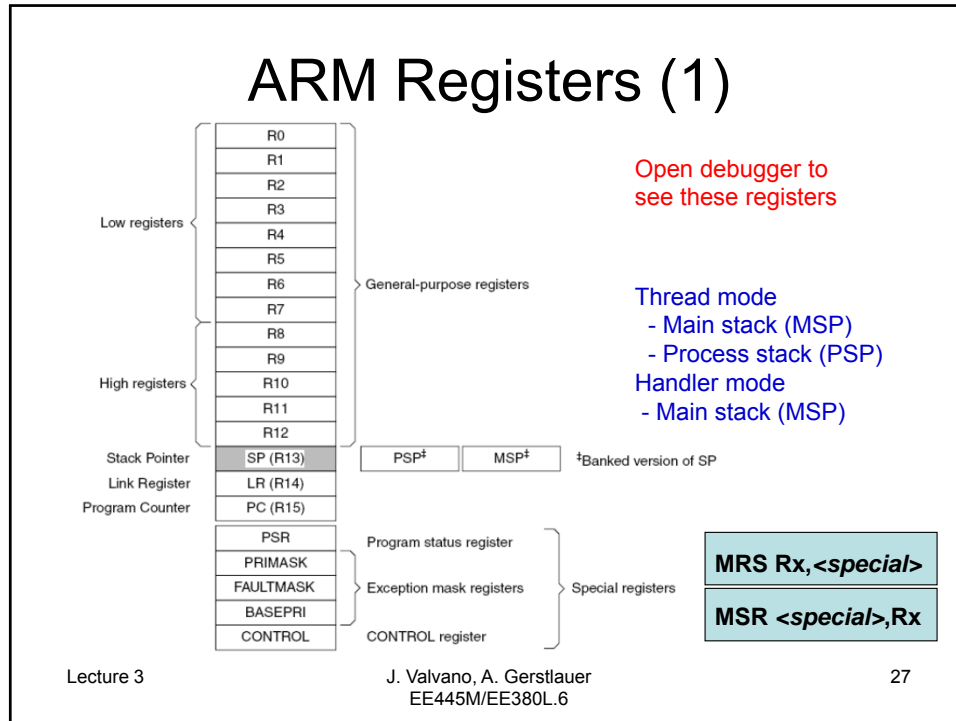 ARM Registers (1)
R0
R1
R2
R3
R4
R5
R6
R7
R8
R9
R10
R11
R12
Low registers
High registers
General-purpose registers
Open debugger to
see these registers
Thread mode
- Main stack (MSP)
- Process stack (PSP)
Handler mode
- Main stack (MSP)
Stack Pointer SP (R13) PSP‡ MSP‡ ‡Banked version of SP
Link Register LR (R14)
Program Counter PC (R15)
PSR Program status register
PRIMASK
FAULTMASK Exception mask registers Special registers
BASEPRI
CONTROL CONTROL register
MRS Rx,<special>
MSR <special>,Rx
Lecture 3 J. Valvano, A. Gerstlauer 27
EE445M/EE380L.6